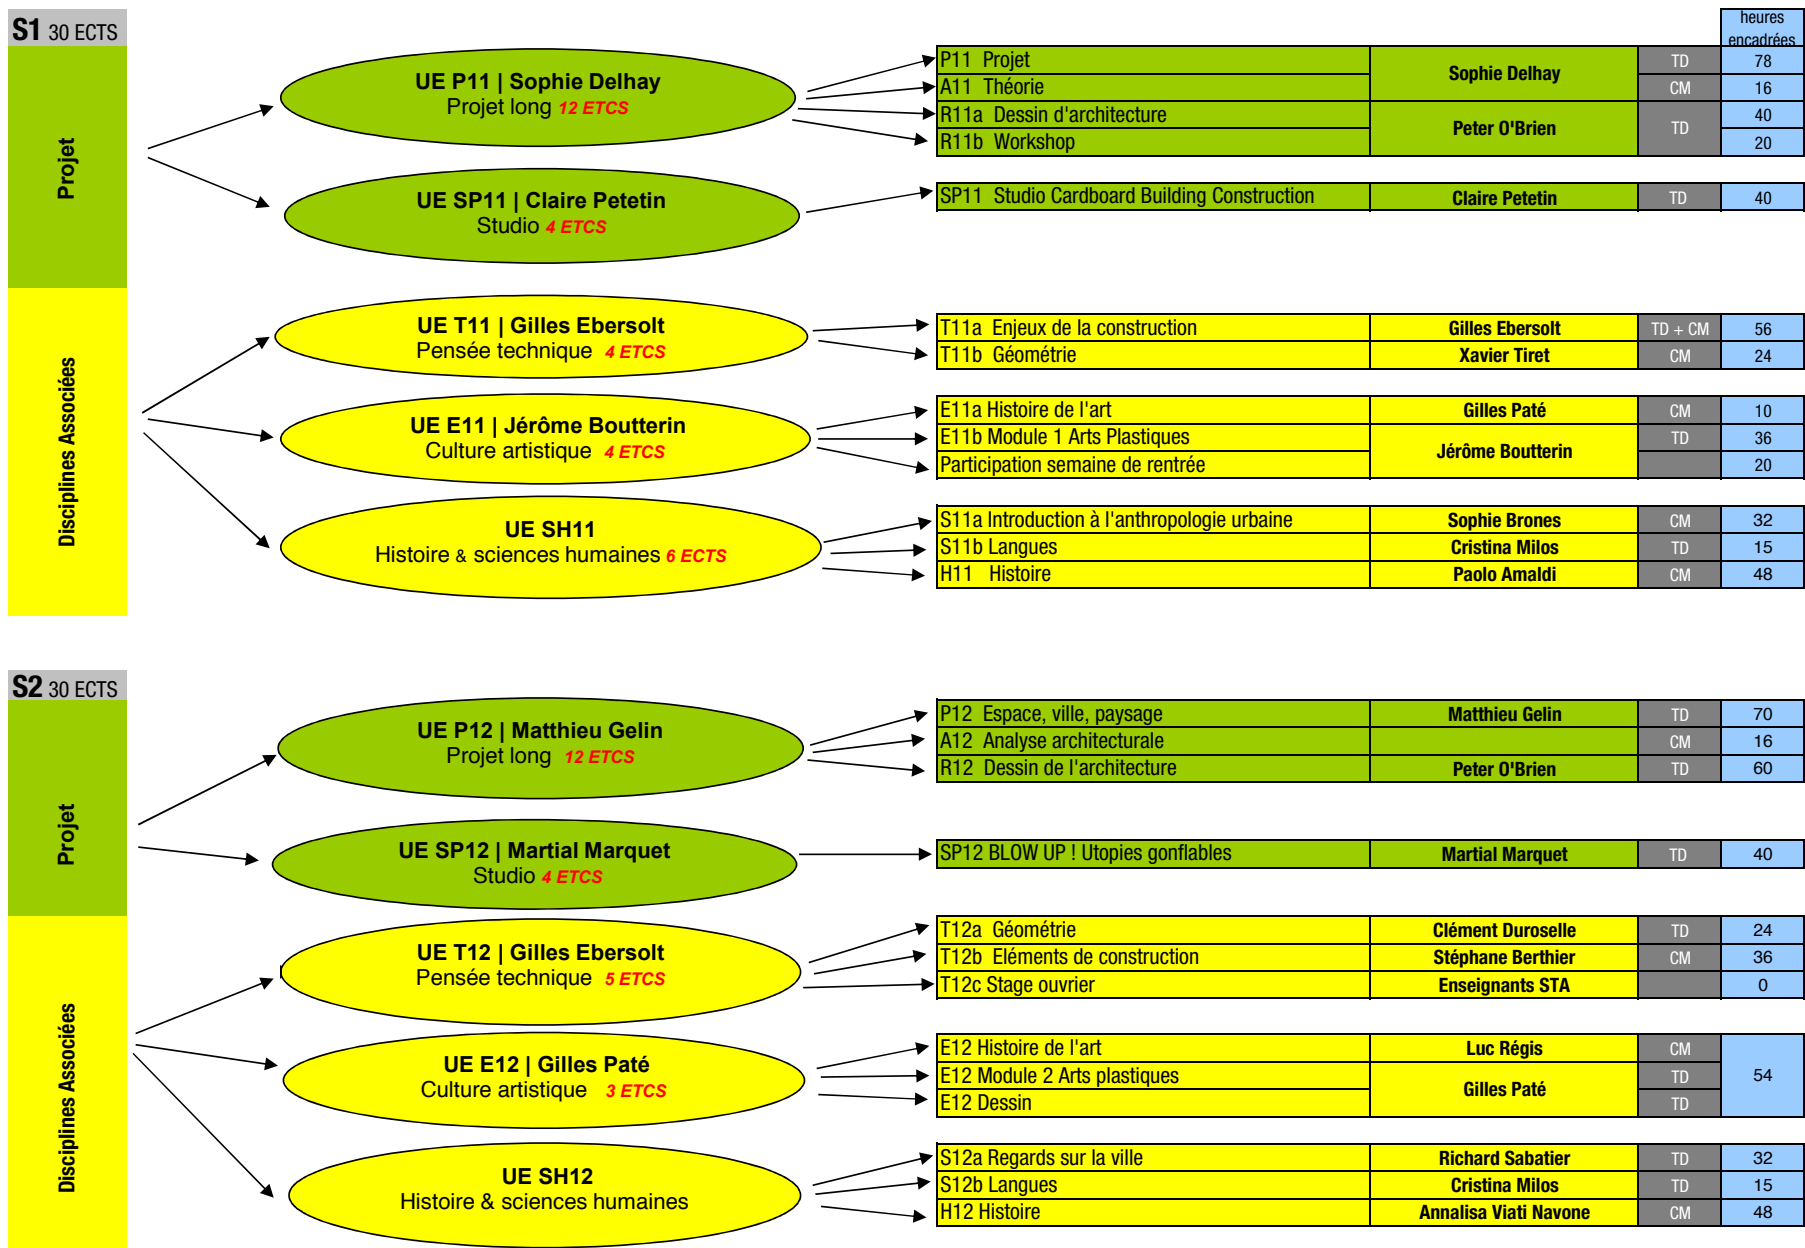 heures
encadrées
S1 30 ECTS
Projet
UE P11 | Sophie Delhay
Projet long 12 ETCS
P11 Projet
Sophie Delhay
TD
78
A11 Théorie
CM
16
R11a Dessin d'architecture
Peter O'Brien
TD
40
R11b Workshop
20
UE SP11 | Claire Petetin
Studio 4 ETCS
SP11 Studio Cardboard Building Construction
Claire Petetin
TD
40
Disciplines Associées
UE T11 | Gilles Ebersolt
Pensée technique 4 ETCS
T11a Enjeux de la construction
Gilles Ebersolt
TD + CM
56
T11b Géométrie
Xavier Tiret
CM
24
UE E11 | Jérôme Boutterin
Culture artistique 4 ETCS
E11a Histoire de l'art
Gilles Paté
CM
10
E11b Module 1 Arts Plastiques
Jérôme Boutterin
TD
36
Participation semaine de rentrée
20
UE SH11
Histoire & sciences humaines 6 ECTS
S11a Introduction à l'anthropologie urbaine
Sophie Brones
CM
32
S11b Langues
Cristina Milos
TD
15
H11 Histoire
Paolo Amaldi
CM
48
S2 30 ECTS
Projet
UE P12 | Matthieu Gelin
Projet long 12 ETCS
P12 Espace, ville, paysage
Matthieu Gelin
TD
70
A12 Analyse architecturale
CM
16
R12 Dessin de l'architecture
Peter O'Brien
TD
60
UE SP12 | Martial Marquet
Studio 4 ETCS
SP12 BLOW UP ! Utopies gonflables
Martial Marquet
TD
40
Disciplines Associées
UE T12 | Gilles Ebersolt
Pensée technique 5 ETCS
T12a Géométrie
Clément Duroselle
TD
24
T12b Eléments de construction
Stéphane Berthier
CM
36
T12c Stage ouvrier
Enseignants STA
0
UE E12 | Gilles Paté
Culture artistique 3 ETCS
E12 Histoire de l'art
Luc Régis
CM
54
E12 Module 2 Arts plastiques
Gilles Paté
TD
E12 Dessin
TD
UE SH12
Histoire & sciences humaines
S12a Regards sur la ville
Richard Sabatier
TD
32
S12b Langues
Cristina Milos
TD
15
H12 Histoire
Annalisa Viati Navone
CM
48